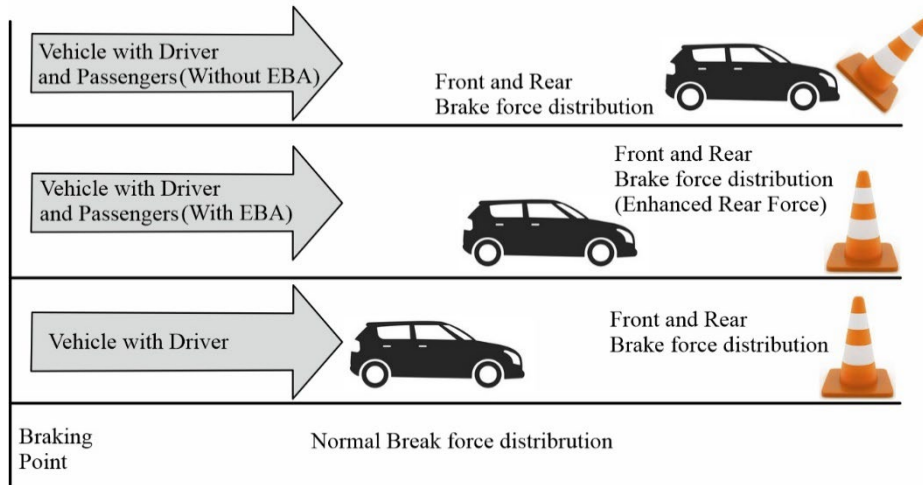 Vehicle with Driver
and Passengers(Without EBA)
Front and Rear
Brake force distribution
Vehicle with Driver
and Passengers(With EBA)
Front and Rear
Brake force distribution
(Enhanced Rear Force)
Vehicle with Driver
Front and Rear
Brake force distribution
Braking
Point
Normal Break force distribrution